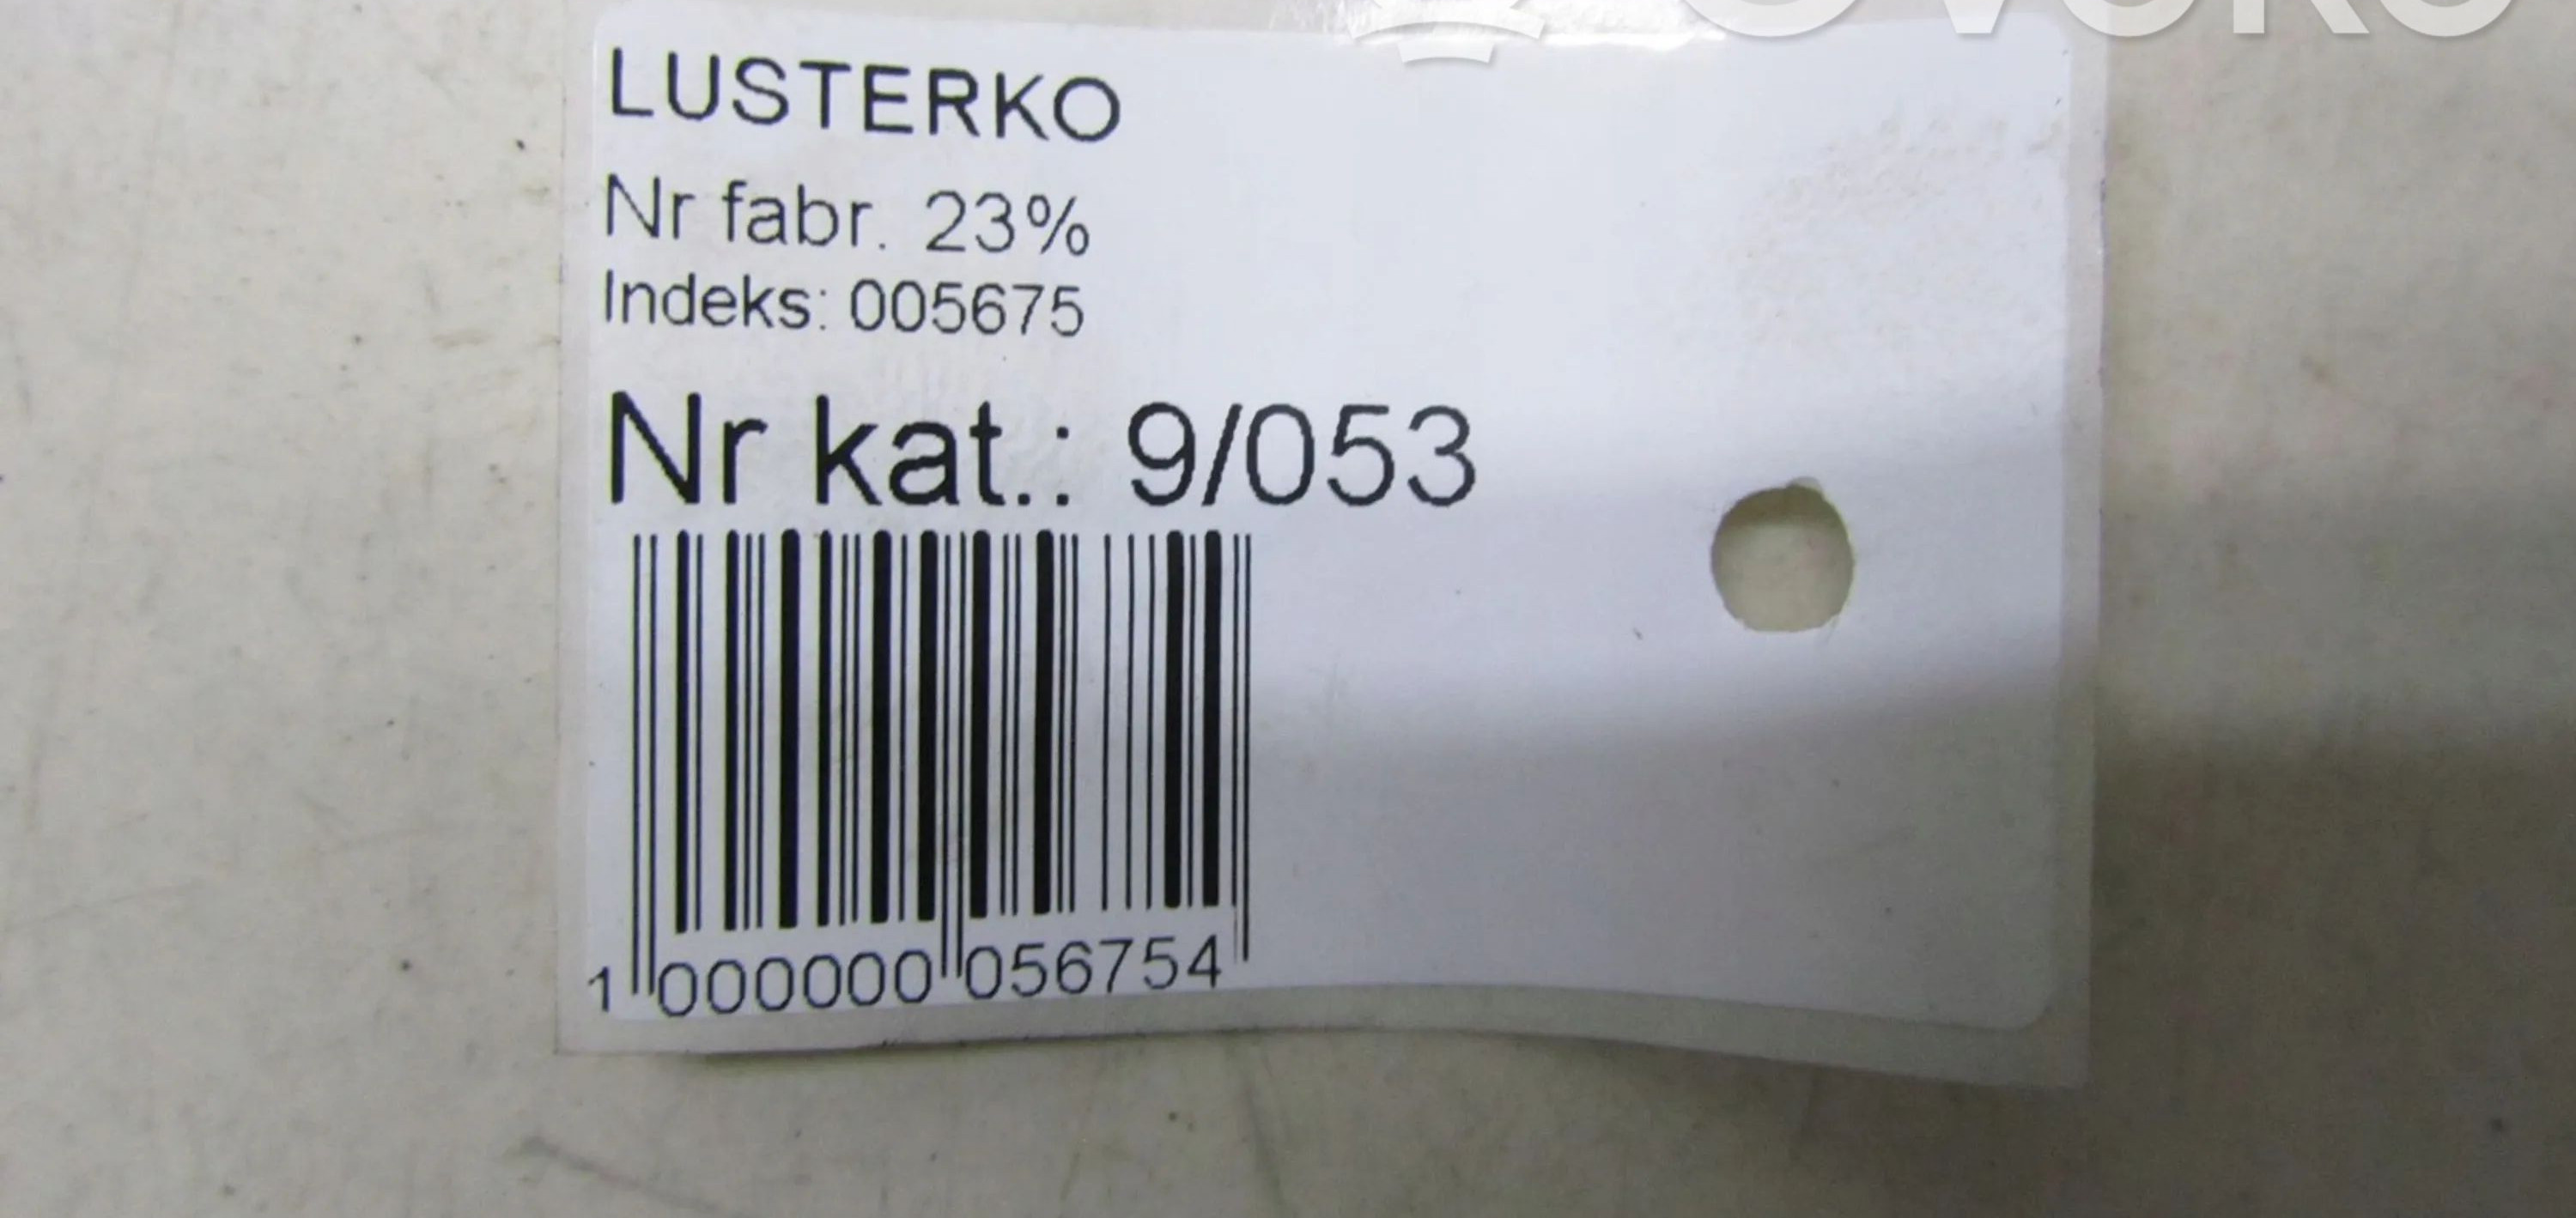 LUSTERKO
Nr fabr. 23%
Indeks: 005675
Nr kat.: 9/053
1 000000 056754